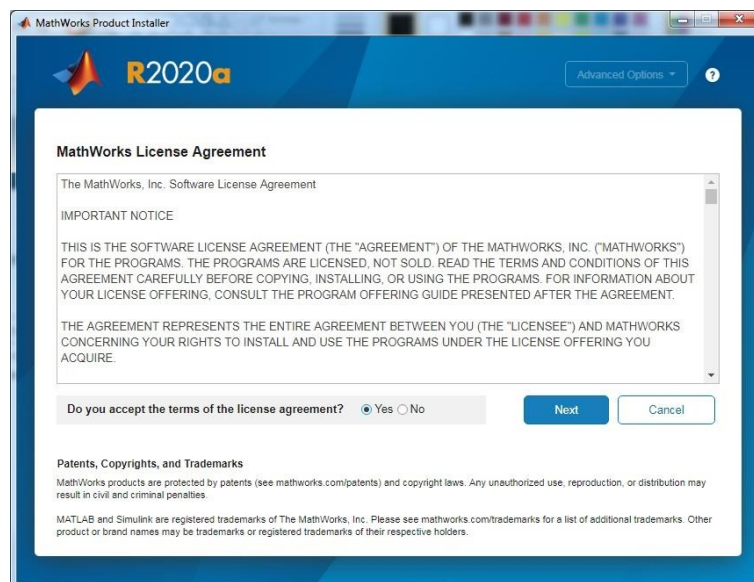 MathWorks Product Installer
R2020a
Advanced Options
?
MathWorks License Agreement
The MathWorks, Inc. Software License Agreement
IMPORTANT NOTICE
THIS IS THE SOFTWARE LICENSE AGREEMENT (THE "AGREEMENT") OF THE MATHWORKS, INC. ("MATHWORKS")
FOR THE PROGRAMS. THE PROGRAMS ARE LICENSED, NOT SOLD. READ THE TERMS AND CONDITIONS OF THIS
AGREEMENT CAREFULLY BEFORE COPYING, INSTALLING, OR USING THE PROGRAMS. FOR INFORMATION ABOUT
YOUR LICENSE OFFERING, CONSULT THE PROGRAM OFFERING GUIDE PRESENTED AFTER THE AGREEMENT.
THE AGREEMENT REPRESENTS THE ENTIRE AGREEMENT BETWEEN YOU (THE "LICENSEE") AND MATHWORKS
CONCERNING YOUR RIGHTS TO INSTALL AND USE THE PROGRAMS UNDER THE LICENSE OFFERING YOU
ACQUIRE.
Do you accept the terms of the license agreement? Yes No
Next
Cancel
Patents, Copyrights, and Trademarks
MathWorks products are protected by patents (see mathworks.com/patents) and copyright laws. Any unauthorized use, reproduction, or distribution may
result in civil and criminal penalties.
MATLAB and Simulink are registered trademarks of The MathWorks, Inc. Please see mathworks.com/trademarks for a list of additional trademarks. Other
product or brand names may be trademarks or registered trademarks of their respective holders.